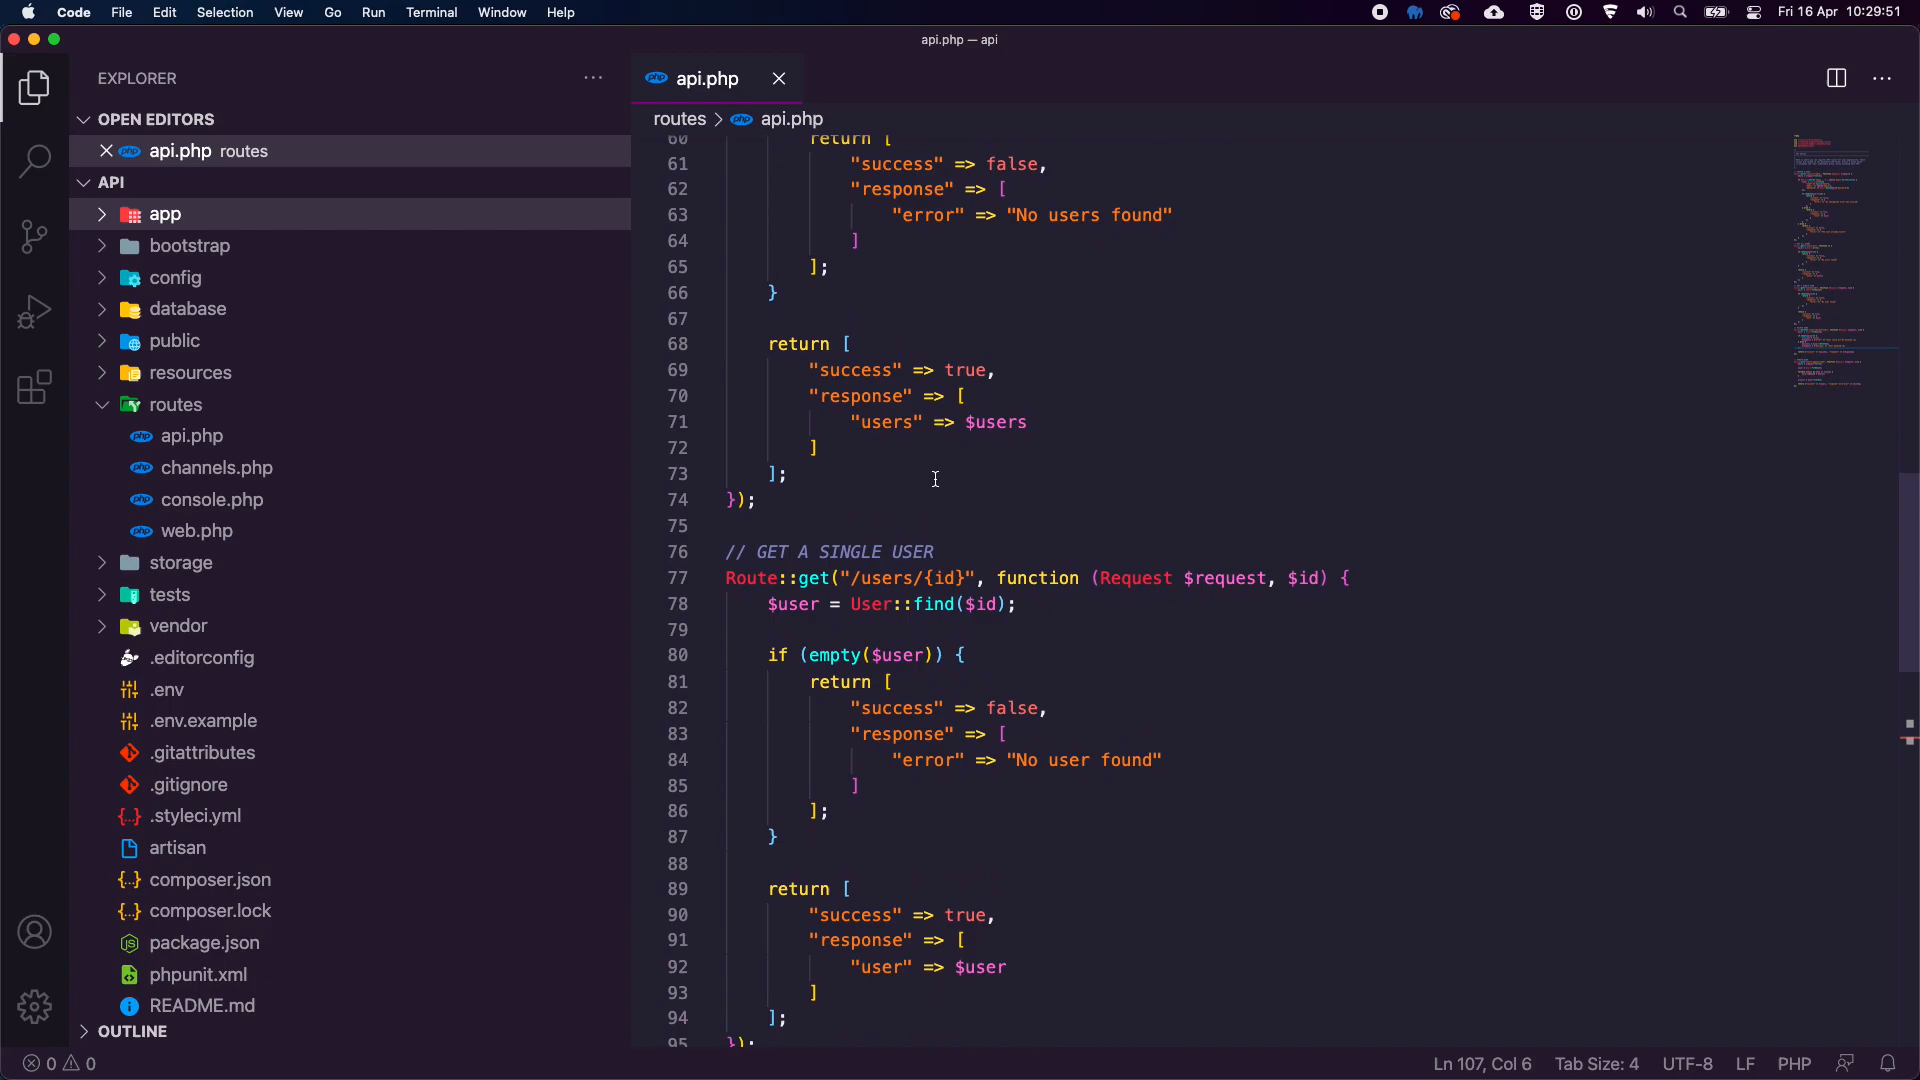 Code File Edit Selection View Go Run Terminal Window Help Fri 16 Apr 10:29:51
api.php — api
EXPLORER
OPEN EDITORS
api.php routes
API
app
bootstrap
config
database
public
resources
routes
api.php
channels.php
console.php
web.php
storage
tests
vendor
.editorconfig
.env
.env.example
.gitattributes
.gitignore
.styleci.yml
artisan
composer.json
composer.lock
package.json
phpunit.xml
README.md
OUTLINE
php api.php
routes > php api.php
60 return [
61 "success" => false,
62 "response" => [
63 "error" => "No users found"
64 ]
65 ];
66 }
67
68 return [
69 "success" => true,
70 "response" => [
71 "users" => $users
72 ]
73 ];
74 });
75
76 // GET A SINGLE USER
77 Route::get("/users/{id}", function (Request $request, $id) {
78 $user = User::find($id);
79
80 if (empty($user)) {
81 return [
82 "success" => false,
83 "response" => [
84 "error" => "No user found"
85 ]
86 ];
87 }
88
89 return [
90 "success" => true,
91 "response" => [
92 "user" => $user
93 ]
94 ];
95 });
0 0 Ln 107, Col 6 Tab Size: 4 UTF-8 LF PHP